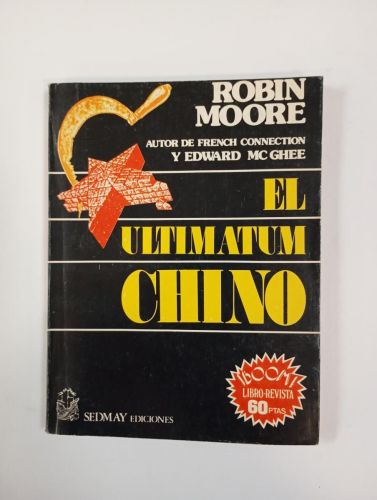 ROBIN
MOORE
AUTOR DE FRENCH CONNECTION
Y EDWARD MC GHEE
EL
ULTIMATUM
CHINO
¡BOOM!
LIBRO-REVISTA
60 PTAS
SEDMAY EDICIONES